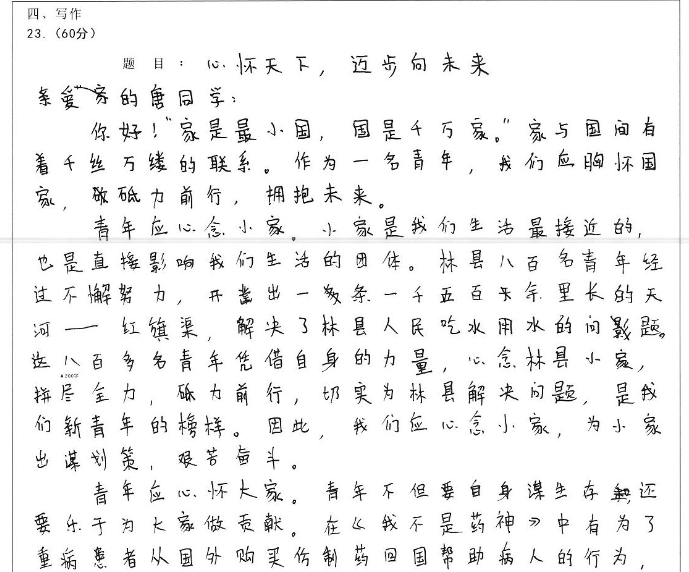 四、写作
23.（60分）
题 目：心怀天下，迈步向未来
亲爱的唐同学：
你好！"家是最小国，国是千万家。"家与国间有
着千丝万缕的联系。作为一名青年，我们应胸怀国
家，砥砺前行，拥抱未来。
青年应心念小家。小家是我们生活最接近的，
也是直接影响我们生活的团体。林县八百名青年经
过不懈努力，开凿出一条一千五百余里长的天
河——红旗渠，解决了林县人民吃水用水的问题。
这八百多名青年凭借自身的力量，心念林县小家，
▲200字
拼尽全力，砥力前行，切实为林县解决问题，是我
们新青年的榜样。因此，我们应心念小家，为小家
出谋划策，艰苦奋斗。
青年应心怀大家。青年不但要自身谋生存，还
要乐于为大家做贡献。在《我不是药神》中有为了
重病患者从国外购买仿制药回国帮助病人的行为，